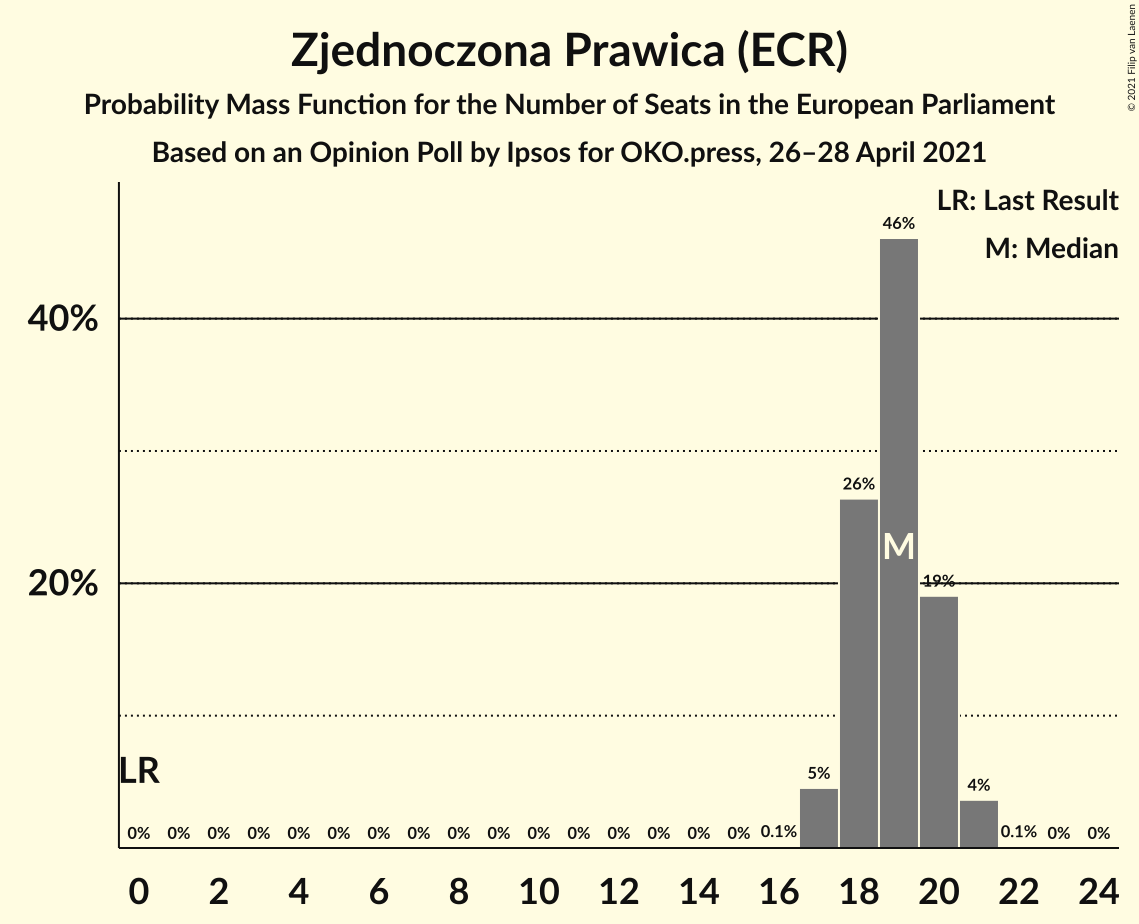 Zjednoczona Prawica (ECR)
Probability Mass Function for the Number of Seats in the European Parliament
Based on an Opinion Poll by Ipsos for OKO.press, 26–28 April 2021
© 2021 Filip van Laenen
LR: Last Result
M: Median
46%
40%
26%
M
20%
19%
LR
5%
4%
0% 0% 0% 0% 0% 0% 0% 0% 0% 0% 0% 0% 0% 0% 0% 0% 0.1% 0.1% 0% 0%
0 2 4 6 8 10 12 14 16 18 20 22 24